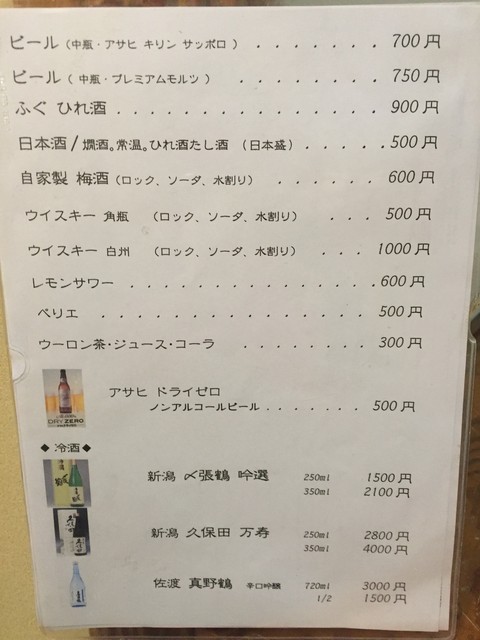 ビール（中瓶・アサヒ キリン サッポロ）．．．．．．．700円
ビール（中瓶・プレミアムモルツ）．．．．．．．．750円
ふぐ ひれ酒．．．．．．．．．．．．．．．900円
日本酒/燗酒。常温。ひれ酒たし酒（日本盛）．．．．．500円
自家製 梅酒（ロック、ソーダ、水割り）．．．．．．600円
ウイスキー 角瓶（ロック、ソーダ、水割り）．．．．500円
ウイスキー 白州（ロック、ソーダ、水割り）．．．1000円
レモンサワー．．．．．．．．．．．．．．600円
ペリエ．．．．．．．．．．．．．．．．500円
ウーロン茶・ジュース・コーラ．．．．．．．．300円
DRY ZERO
アサヒ ドライゼロ
ノンアルコールビール．．．．．．．500円
◆冷酒◆
新潟 〆張鶴 吟選 250ml 1500円
350ml 2100円
新潟 久保田 万寿 250ml 2800円
350ml 4000円
佐渡 真野鶴 辛口吟醸 720ml 3000円
1/2 1500円